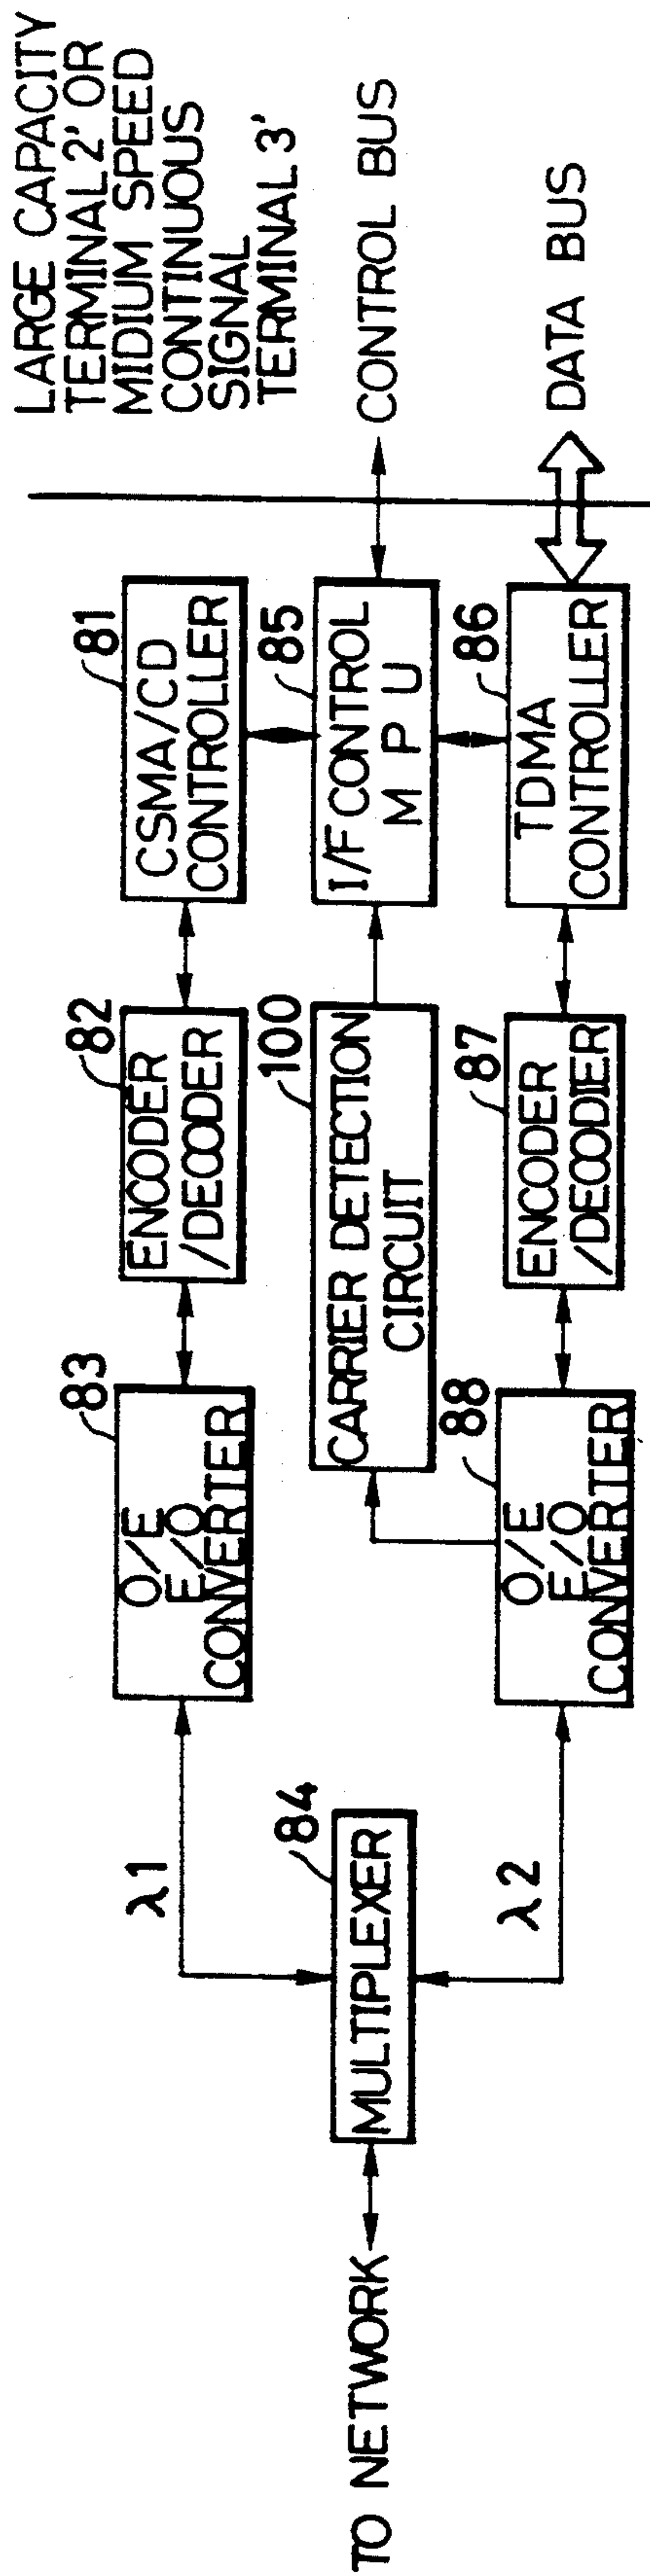 LARGE CAPACITY
TERMINAL 2' OR
MIDIUM SPEED
CONTINUOUS
SIGNAL
TERMINAL 3'
CONTROL BUS
DATA BUS
81
CSMA/CD
CONTROLLER
85
I/F CONTROL
M P U
86
TDMA
CONTROLLER
82
ENCODER
/DECODER
100
CARRIER DETECTION
CIRCUIT
87
ENCODER
/DECODIER
83
O/E
E/O
CONVERTER
88
O/E
E/O
CONVERTER
λ1
84
MULTIPLEXER
λ2
TO NETWORK